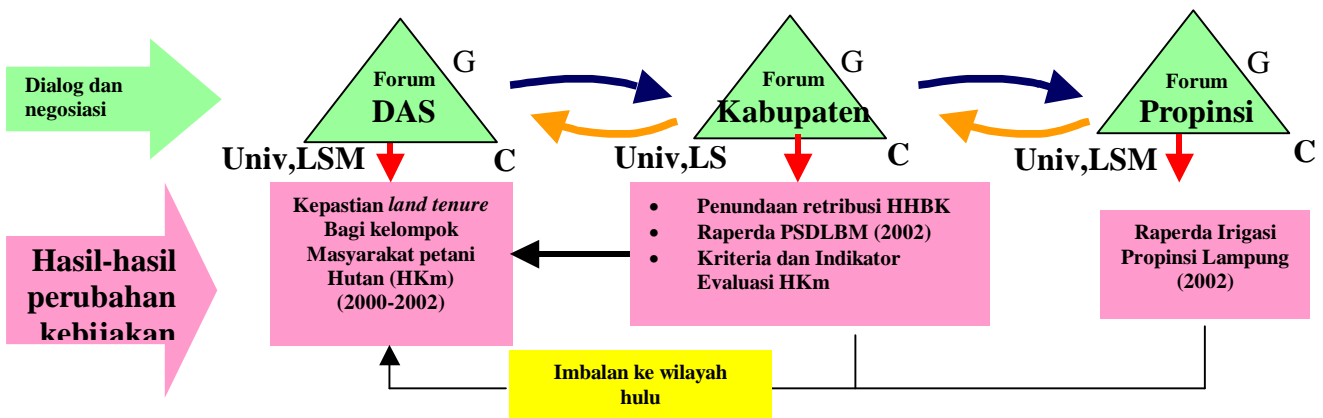 Dialog dan
negosiasi
Forum
DAS
G
Univ,LSM
C
Forum
Kabupaten
G
Univ,LS
C
Forum
Propinsi
G
Univ,LSM
C
Hasil-hasil
perubahan
kebijakan
Kepastian land tenure
Bagi kelompok
Masyarakat petani
Hutan (HKm)
(2000-2002)
• Penundaan retribusi HHBK
• Raperda PSDLBM (2002)
• Kriteria dan Indikator
Evaluasi HKm
Raperda Irigasi
Propinsi Lampung
(2002)
Imbalan ke wilayah
hulu